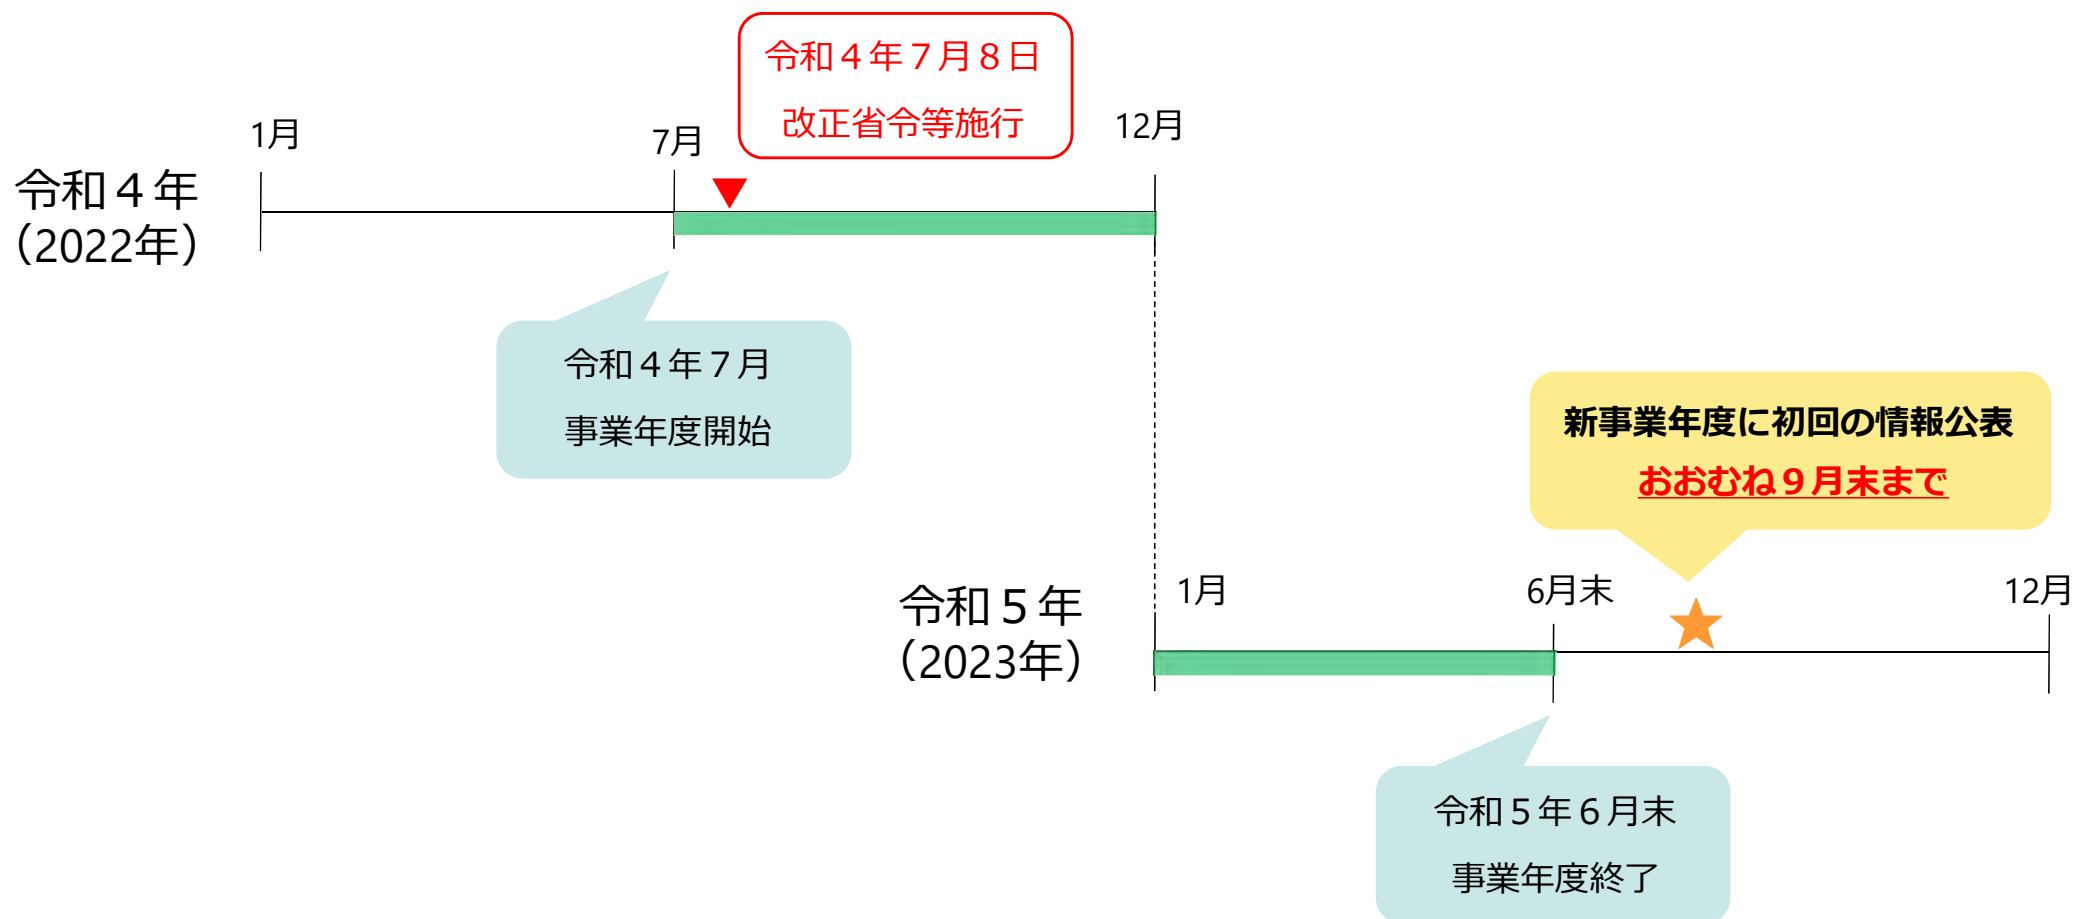 令和４年７月８日
改正省令等施行
1月
7月
12月
令和４年
（2022年）
令和４年７月
事業年度開始
新事業年度に初回の情報公表
おおむね９月末まで
令和５年
（2023年）
1月
6月末
12月
令和５年６月末
事業年度終了